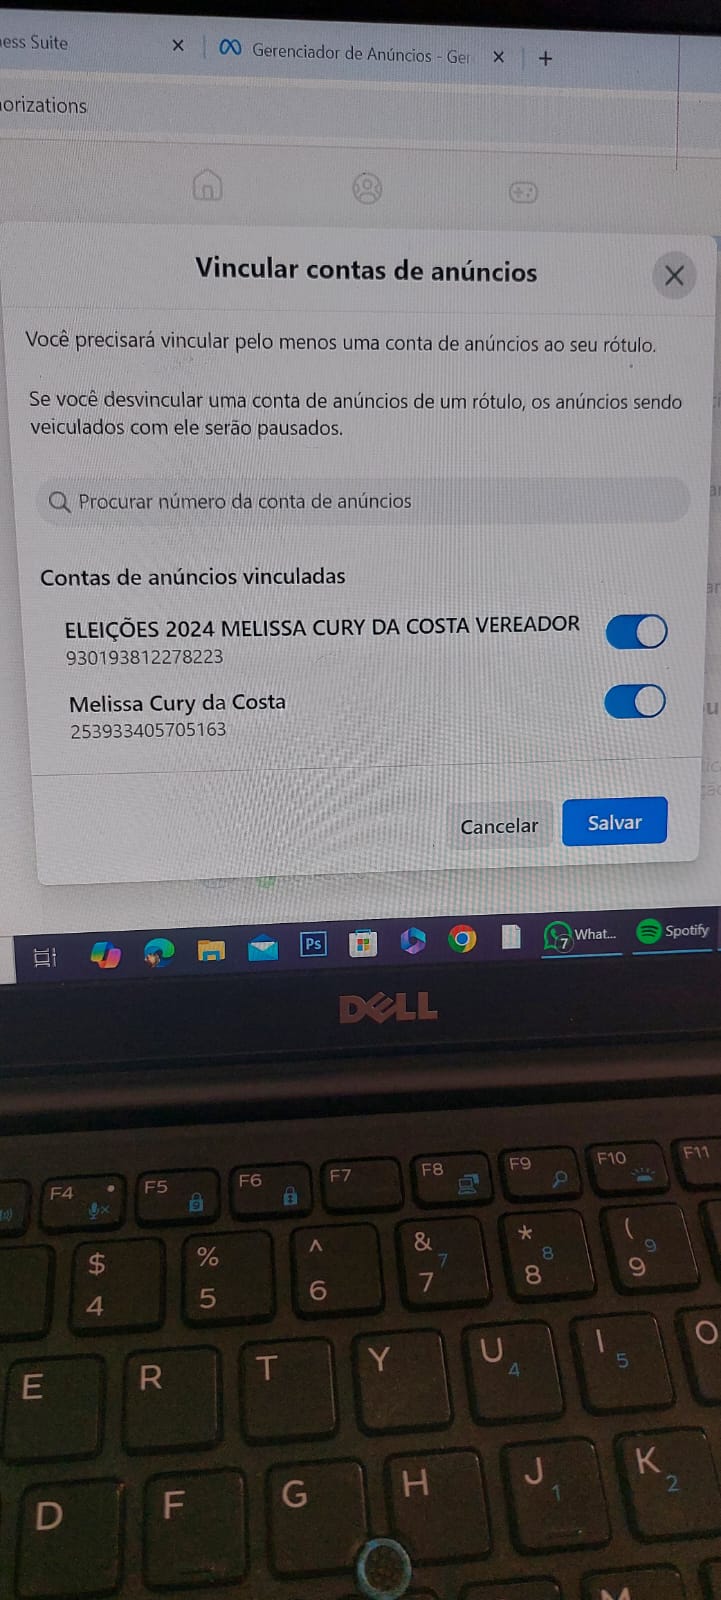 ess Suite
Gerenciador de Anúncios - Ger
orizations
Vincular contas de anúncios
Você precisará vincular pelo menos uma conta de anúncios ao seu rótulo.
Se você desvincular uma conta de anúncios de um rótulo, os anúncios sendo
veiculados com ele serão pausados.
Procurar número da conta de anúncios
Contas de anúncios vinculadas
ELEIÇÕES 2024 MELISSA CURY DA COSTA VEREADOR
930193812278223
Melissa Cury da Costa
253933405705163
Cancelar
Salvar
Ps
7
What...
Spotify
DELL
F4 F5 F6 F7 F8 F9 F10 F11
$ % ^ & 7 * 8 ( 9
4 5 6 7 8 9
E R T Y U 4 I 5 O
D F G H J 1 K 2
M